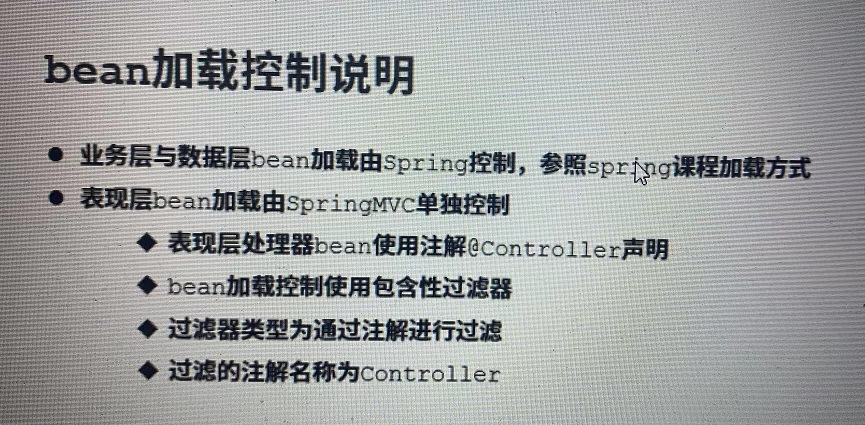 bean加载控制说明
● 业务层与数据层bean加载由Spring控制，参照spring课程加载方式
● 表现层bean加载由SpringMVC单独控制
◆ 表现层处理器bean使用注解@Controller声明
◆ bean加载控制使用包含性过滤器
◆ 过滤器类型为通过注解进行过滤
◆ 过滤的注解名称为Controller